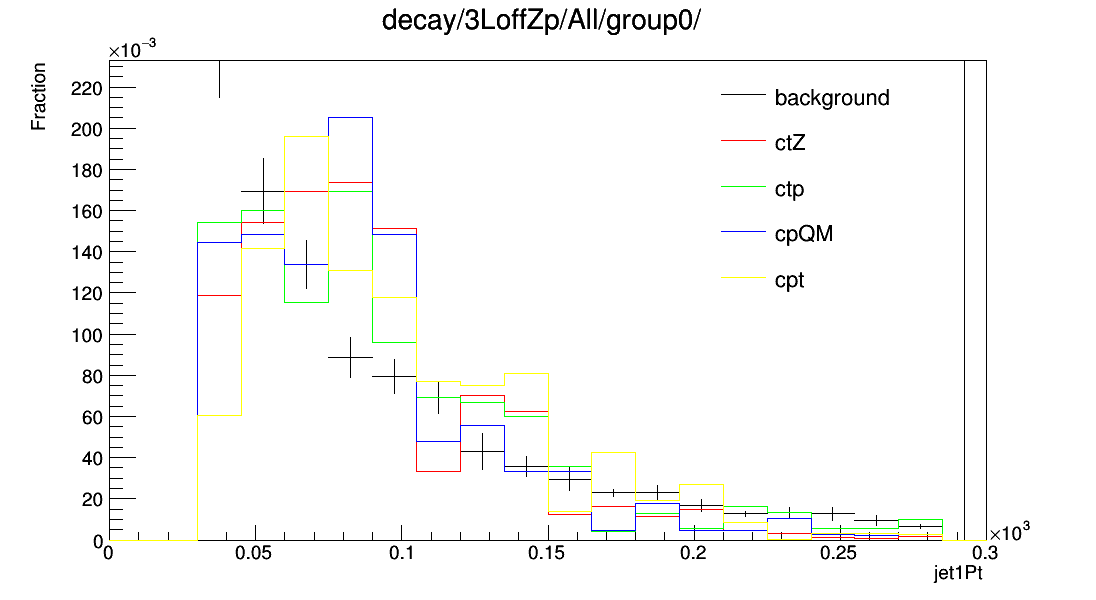 decay/3LoffZp/All/group0/
×10⁻³
Fraction
220
200
180
160
140
120
100
80
60
40
20
0
background
ctZ
ctp
cpQM
cpt
0 0.05 0.1 0.15 0.2 0.25 0.3
×10³
jet1Pt